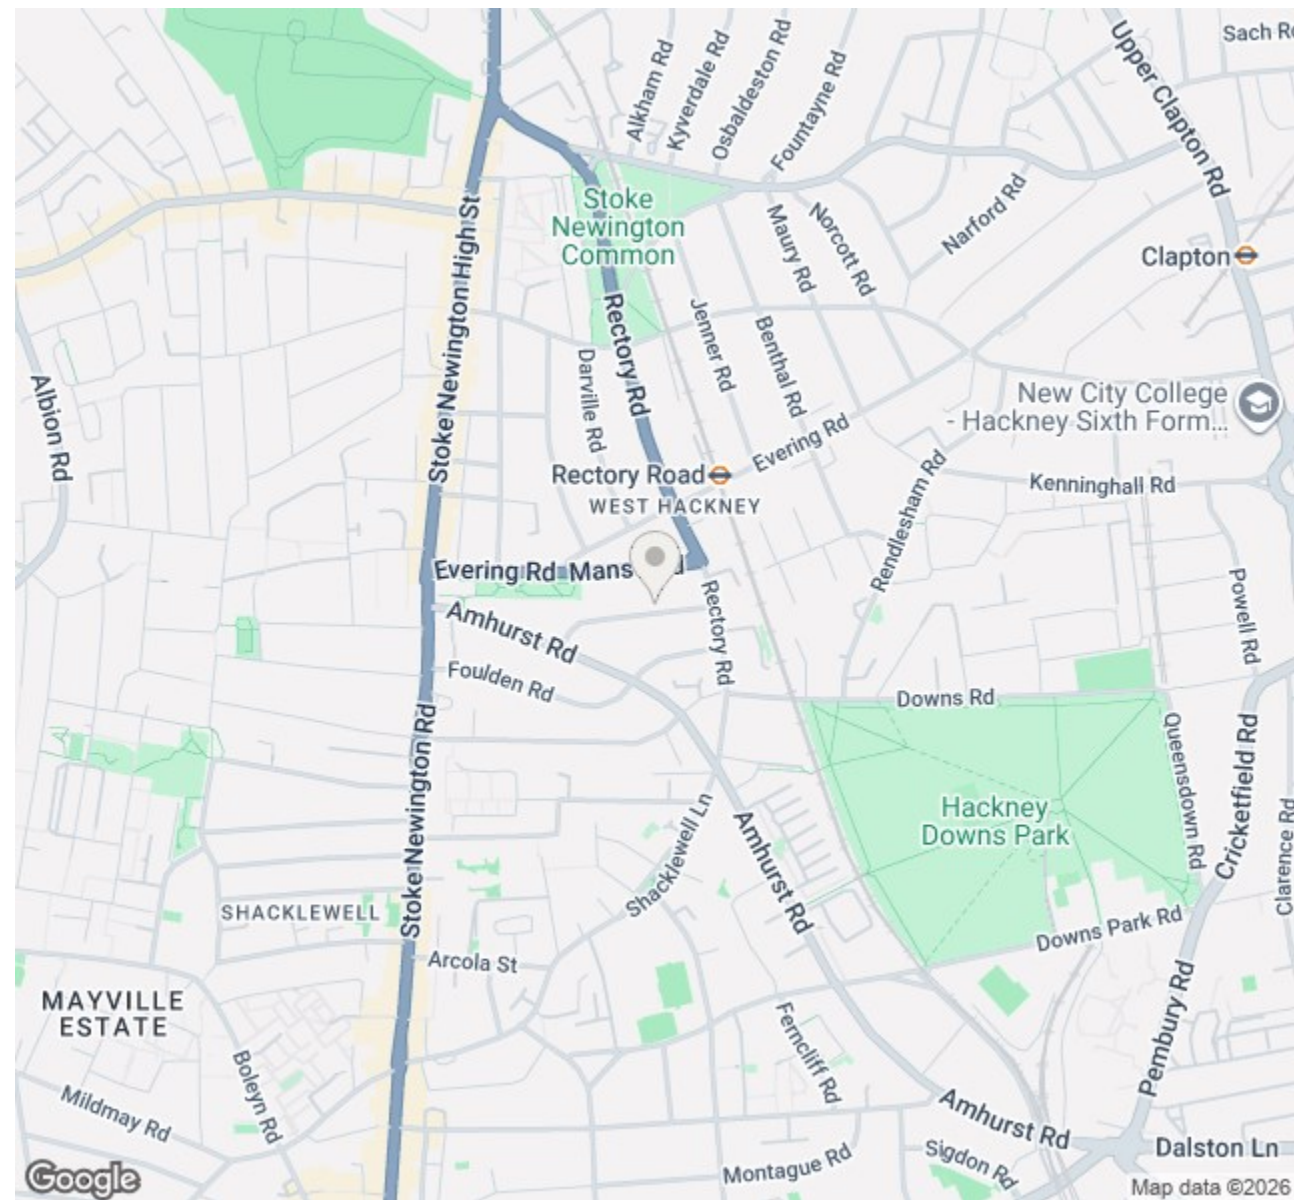 Sach Rd
Upper Clapton Rd
Alkham Rd
Kyverdale Rd
Osbaldeston Rd
Fountayne Rd
Stoke
Newington
Common
Stoke Newington High St
Maury Rd
Norcott Rd
Narford Rd
Clapton
Rectory Rd
Jenner Rd
Benthal Rd
Darville Rd
Albion Rd
New City College
- Hackney Sixth Form...
Evering Rd
Rectory Road
WEST HACKNEY
Rendlesham Rd
Kenninghall Rd
Evering Rd
Amhurst Rd
Rectory Rd
Powell Rd
Foulden Rd
Downs Rd
Stoke Newington Rd
Queensdown Rd
Cricketfield Rd
Hackney
Downs Park
Shacklewell Ln
Amhurst Rd
Clarence Rd
SHACKLEWELL
Downs Park Rd
Arcola St
MAYVILLE
ESTATE
Pembury Rd
Ferncliff Rd
Boleyn Rd
Mildmay Rd
Amhurst Rd
Dalston Ln
Montague Rd
Sigdon Rd
Google
Map data ©2026